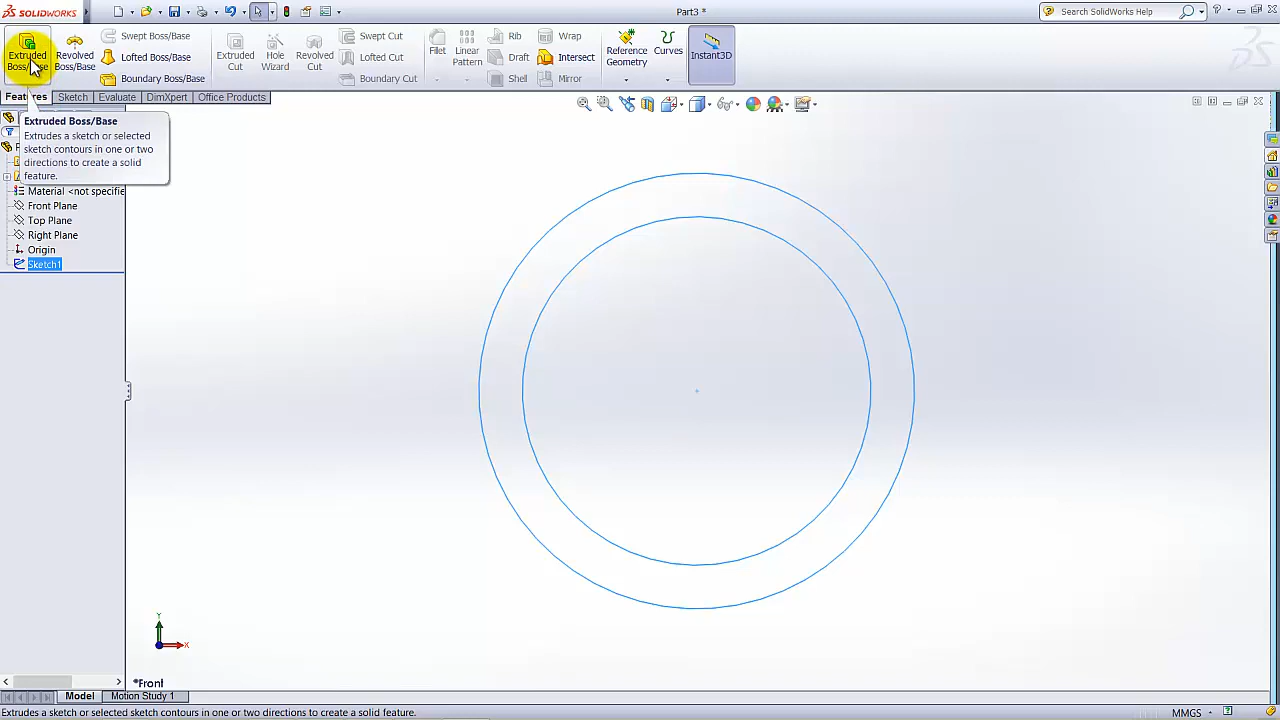 SOLIDWORKS
Part3 *
Search SolidWorks Help
Extruded Boss/Base
Revolved Boss/Base
Swept Boss/Base
Lofted Boss/Base
Boundary Boss/Base
Extruded Cut
Hole Wizard
Revolved Cut
Swept Cut
Lofted Cut
Boundary Cut
Fillet
Linear Pattern
Rib
Draft
Shell
Wrap
Intersect
Mirror
Reference Geometry
Curves
Instant3D
Features
Sketch
Evaluate
DimXpert
Office Products
Extruded Boss/Base
Extrudes a sketch or selected
sketch contours in one or two
directions to create a solid
feature.
Material <not specifie
Front Plane
Top Plane
Right Plane
Origin
Sketch1
Y
X
*Front
Model
Motion Study 1
Extrudes a sketch or selected sketch contours in one or two directions to create a solid feature.
MMGS